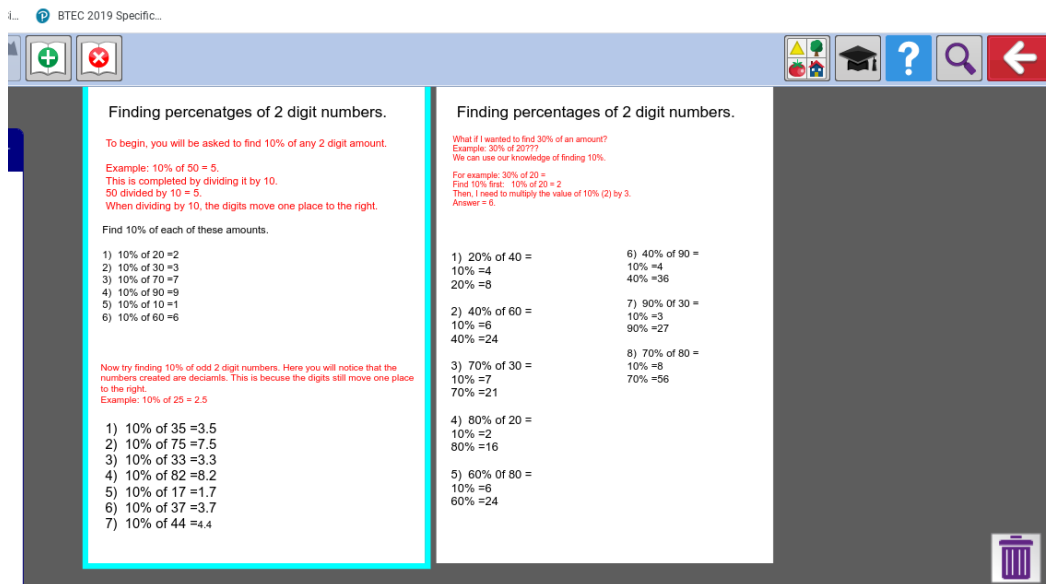 BTEC 2019 Specific...
Finding percenatges of 2 digit numbers.
To begin, you will be asked to find 10% of any 2 digit amount.
Example: 10% of 50 = 5.
This is completed by dividing it by 10.
50 divided by 10 = 5.
When dividing by 10, the digits move one place to the right.
Find 10% of each of these amounts.
1) 10% of 20 =2
2) 10% of 30 =3
3) 10% of 70 =7
4) 10% of 90 =9
5) 10% of 10 =1
6) 10% of 60 =6
Now try finding 10% of odd 2 digit numbers. Here you will notice that the
numbers created are deciamls. This is becuse the digits still move one place
to the right.
Example: 10% of 25 = 2.5
1) 10% of 35 =3.5
2) 10% of 75 =7.5
3) 10% of 33 =3.3
4) 10% of 82 =8.2
5) 10% of 17 =1.7
6) 10% of 37 =3.7
7) 10% of 44 =4.4
Finding percentages of 2 digit numbers.
What if I wanted to find 30% of an amount?
Example: 30% of 20???
We can use our knowledge of finding 10%.
For example: 30% of 20 =
Find 10% first: 10% of 20 = 2
Then, I need to multiply the value of 10% (2) by 3.
Answer = 6.
1) 20% of 40 =
10% =4
20% =8
2) 40% of 60 =
10% =6
40% =24
3) 70% of 30 =
10% =7
70% =21
4) 80% of 20 =
10% =2
80% =16
5) 60% 0f 80 =
10% =6
60% =24
6) 40% of 90 =
10% =4
40% =36
7) 90% 0f 30 =
10% =3
90% =27
8) 70% of 80 =
10% =8
70% =56